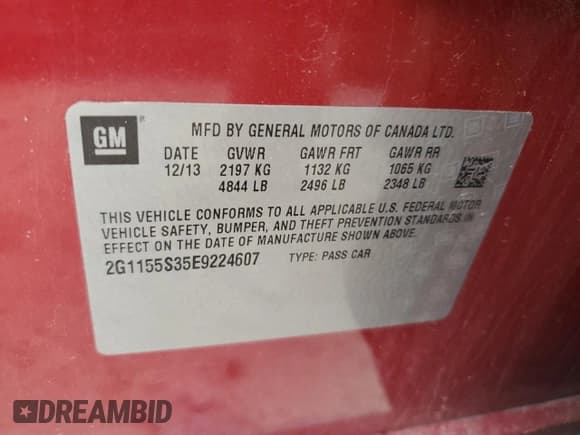 GM
MFD BY GENERAL MOTORS OF CANADA LTD.
DATE GVWR GAWR FRT GAWR RR
12/13 2197 KG 1132 KG 1065 KG
4844 LB 2496 LB 2348 LB
THIS VEHICLE CONFORMS TO ALL APPLICABLE U.S. FEDERAL MOTOR
VEHICLE SAFETY, BUMPER, AND THEFT PREVENTION STANDARDS IN
EFFECT ON THE DATE OF MANUFACTURE SHOWN ABOVE.
2G1155S35E9224607 TYPE: PASS CAR
DREAMBID